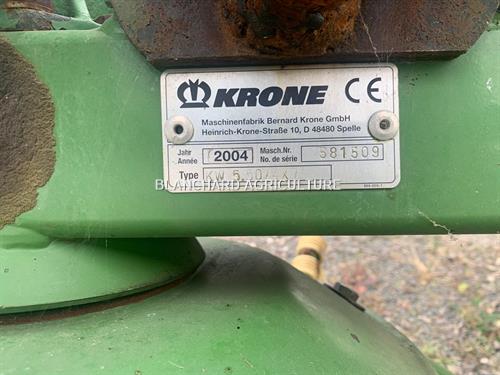 KRONE CE
Maschinenfabrik Bernard Krone GmbH
Heinrich-Krone-Straße 10, D 48480 Spelle
Jahr Année 2004 Masch.Nr. No. de série 581509
Type
BLANCHARD AGRICULTURE